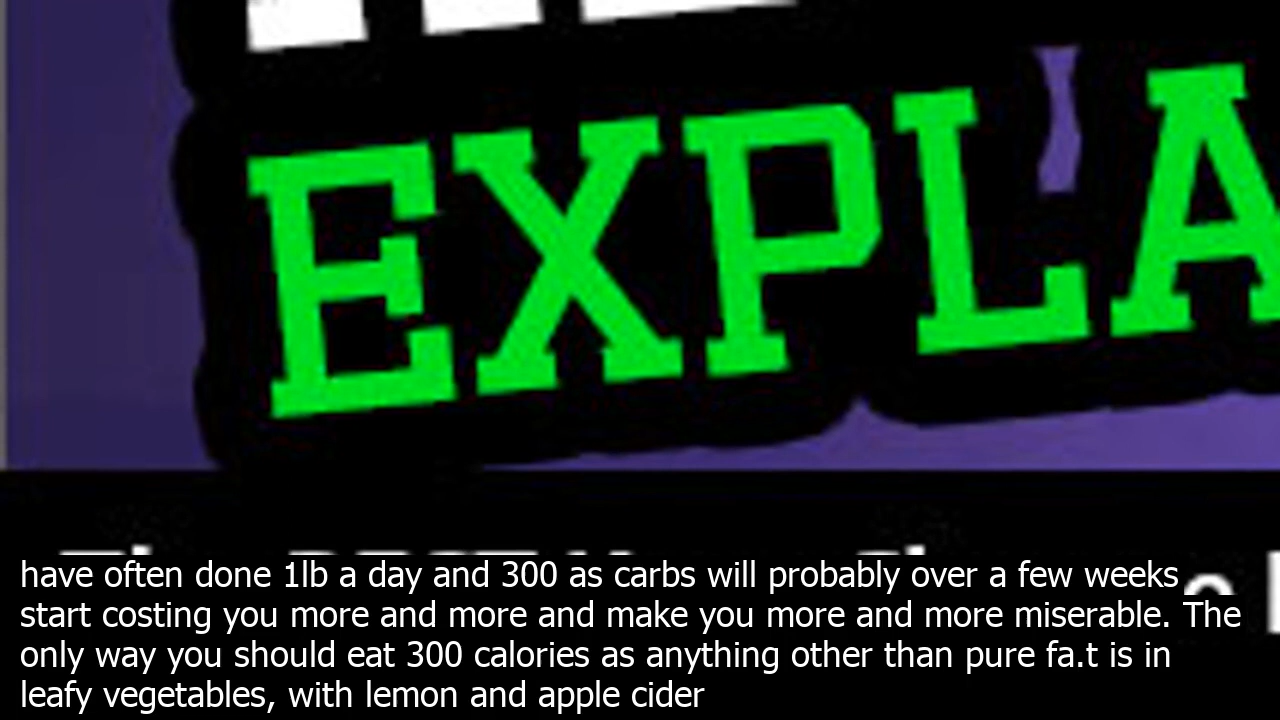 EXPLA
have often done 1lb a day and 300 as carbs will probably over a few weeks
start costing you more and more and make you more and more miserable. The
only way you should eat 300 calories as anything other than pure fa.t is in
leafy vegetables, with lemon and apple cider